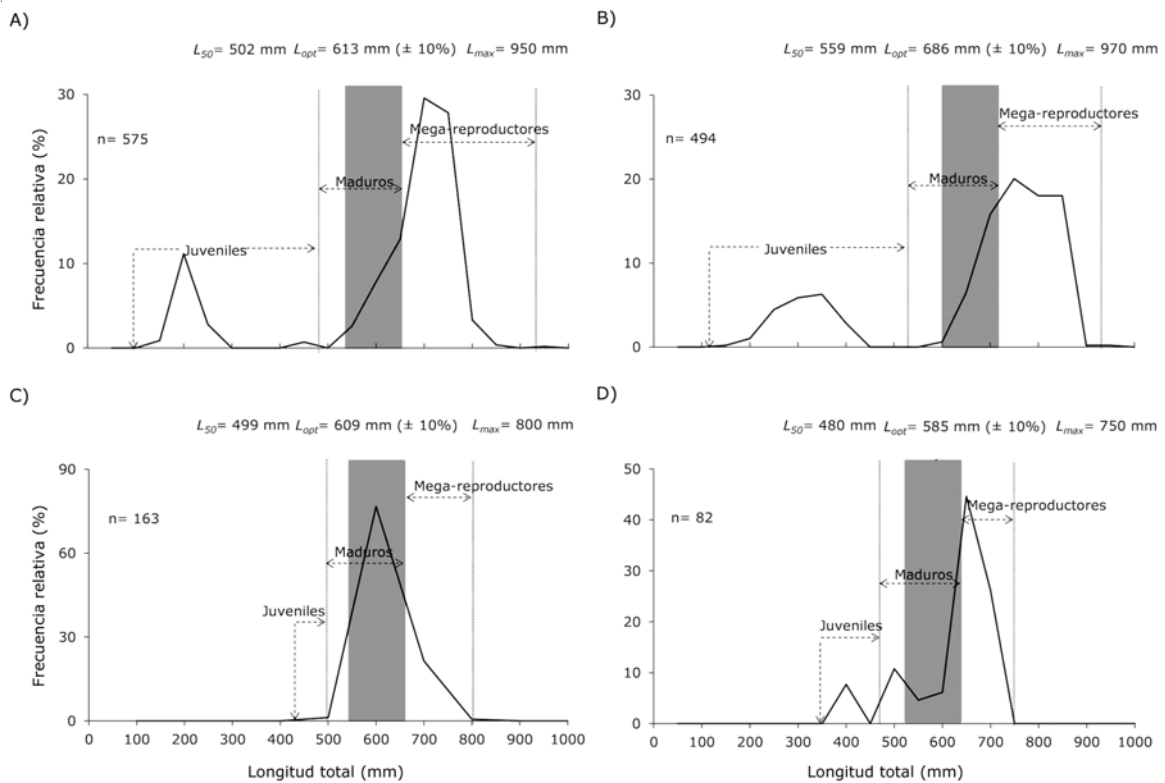 A)
L50= 502 mm Lopt= 613 mm (± 10%) Lmax= 950 mm
30
20
10
0
Frecuencia relativa (%)
n= 575
Mega-reproductores
Maduros
Juveniles
B)
L50= 559 mm Lopt= 686 mm (± 10%) Lmax= 970 mm
30
20
10
0
n= 494
Mega-reproductores
Maduros
Juveniles
C)
L50= 499 mm Lopt= 609 mm (± 10%) Lmax= 800 mm
90
60
30
0
Frecuencia relativa (%)
n= 163
Mega-reproductores
Maduros
Juveniles
0 100 200 300 400 500 600 700 800 900 1000
Longitud total (mm)
D)
L50= 480 mm Lopt= 585 mm (± 10%) Lmax= 750 mm
50
40
30
20
10
0
n= 82
Mega-reproductores
Maduros
Juveniles
0 100 200 300 400 500 600 700 800 900 1000
Longitud total (mm)